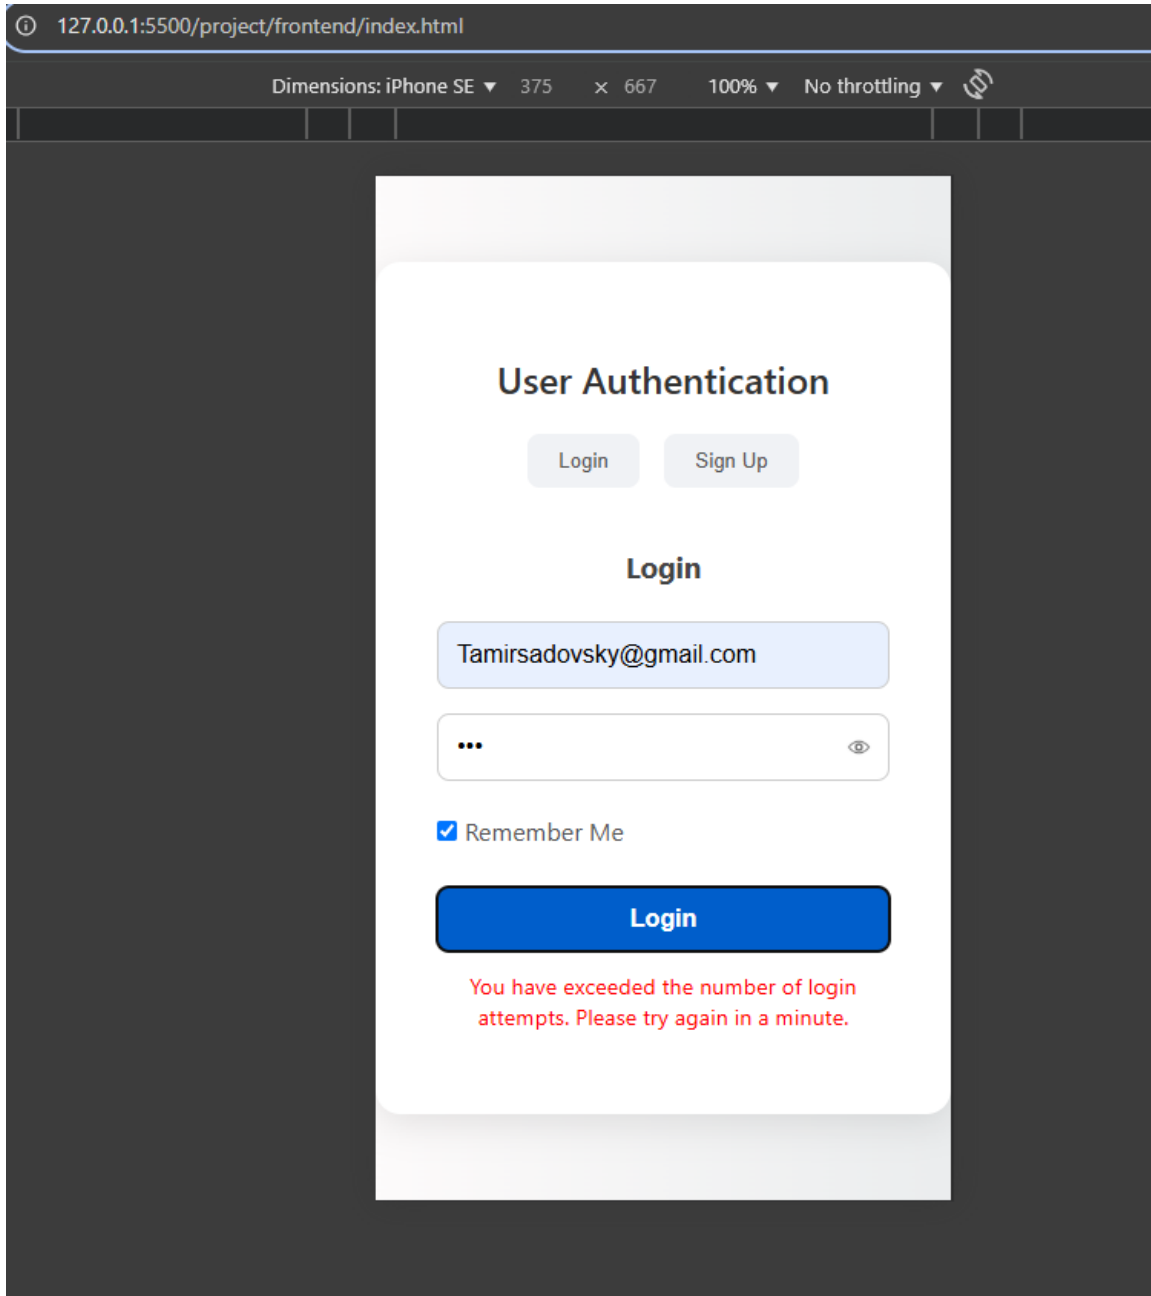 127.0.0.1:5500/project/frontend/index.html
Dimensions: iPhone SE ▼ 375 × 667 100% ▼ No throttling ▼
User Authentication
Login Sign Up
Login
Tamirsadovsky@gmail.com
•••
Remember Me
Login
You have exceeded the number of login
attempts. Please try again in a minute.